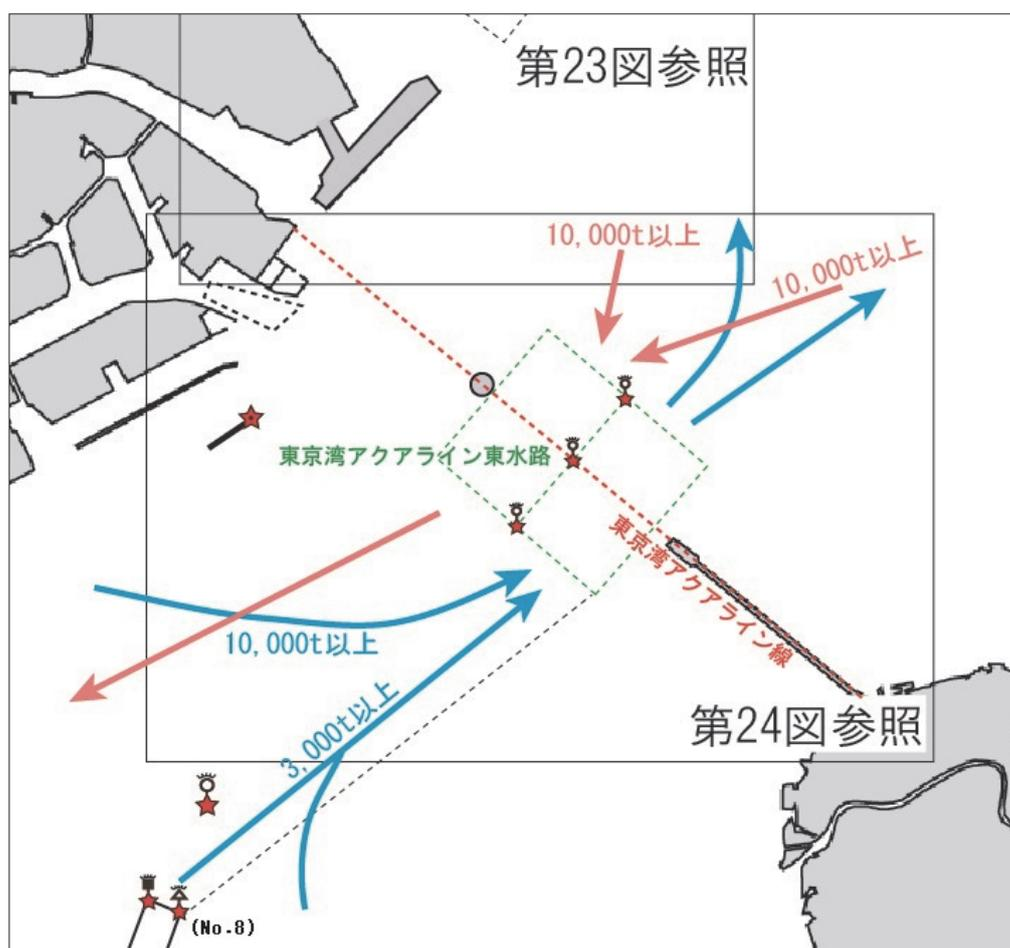 第23図参照
10,000t以上
10,000t以上
東京湾アクアライン東水路
東京湾アクアライン線
10,000t以上
3,000t以上
第24図参照
(No.8)